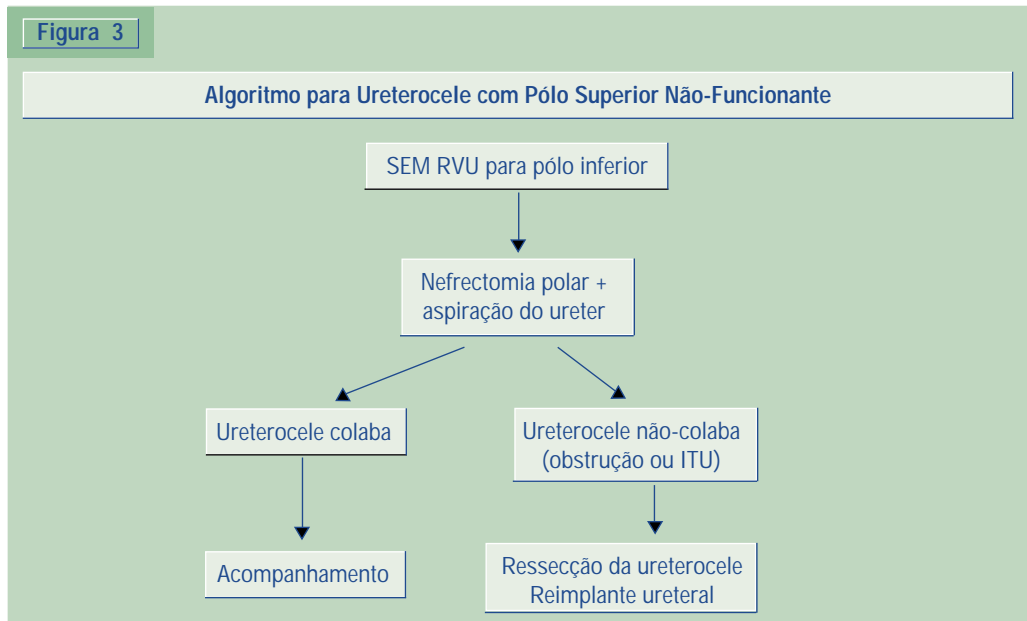 Figura 3
Algoritmo para Ureterocele com Pólo Superior Não-Funcionante
SEM RVU para pólo inferior
Nefrectomia polar +
aspiração do ureter
Ureterocele colaba
Ureterocele não-colaba
(obstrução ou ITU)
Acompanhamento
Ressecção da ureterocele
Reimplante ureteral